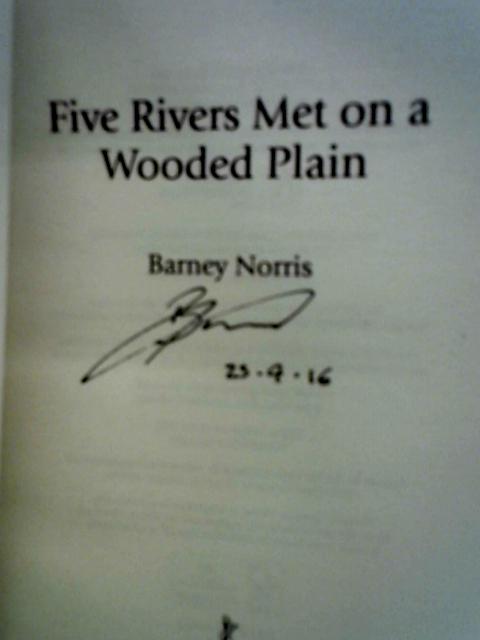 Five Rivers Met on a
Wooded Plain
Barney Norris
23.9.16